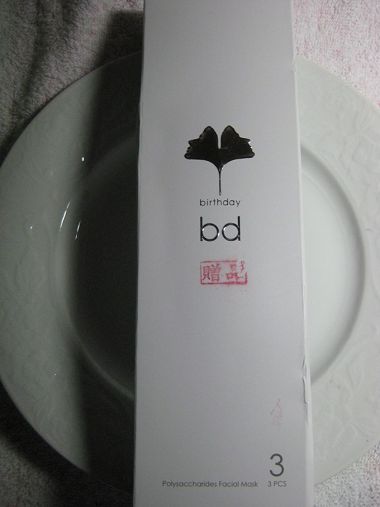 birthday
bd
贈品
3
Polysaccharides Facial Mask 3 PCS